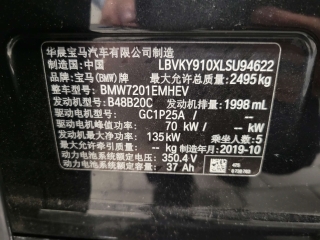 华晨宝马汽车有限公司制造
制造国:中国 LBVKY910XLSU94622
品牌:宝马(BMW)牌 最大允许总质量:2495kg
整车型号:BMW7201EMHEV
发动机型号:B48B20C 发动机排量:1998 mL
驱动电机型号:GC1P25A / --
驱动电机峰值功率: 70 kW / -- kW
发动机最大净功率: 135kW 乘坐人数:5
最大允许牵引质量: -- kg 制造年月:2019-10
动力电池系统额定电压:350.4V
动力电池系统额定容量: 37 Ah